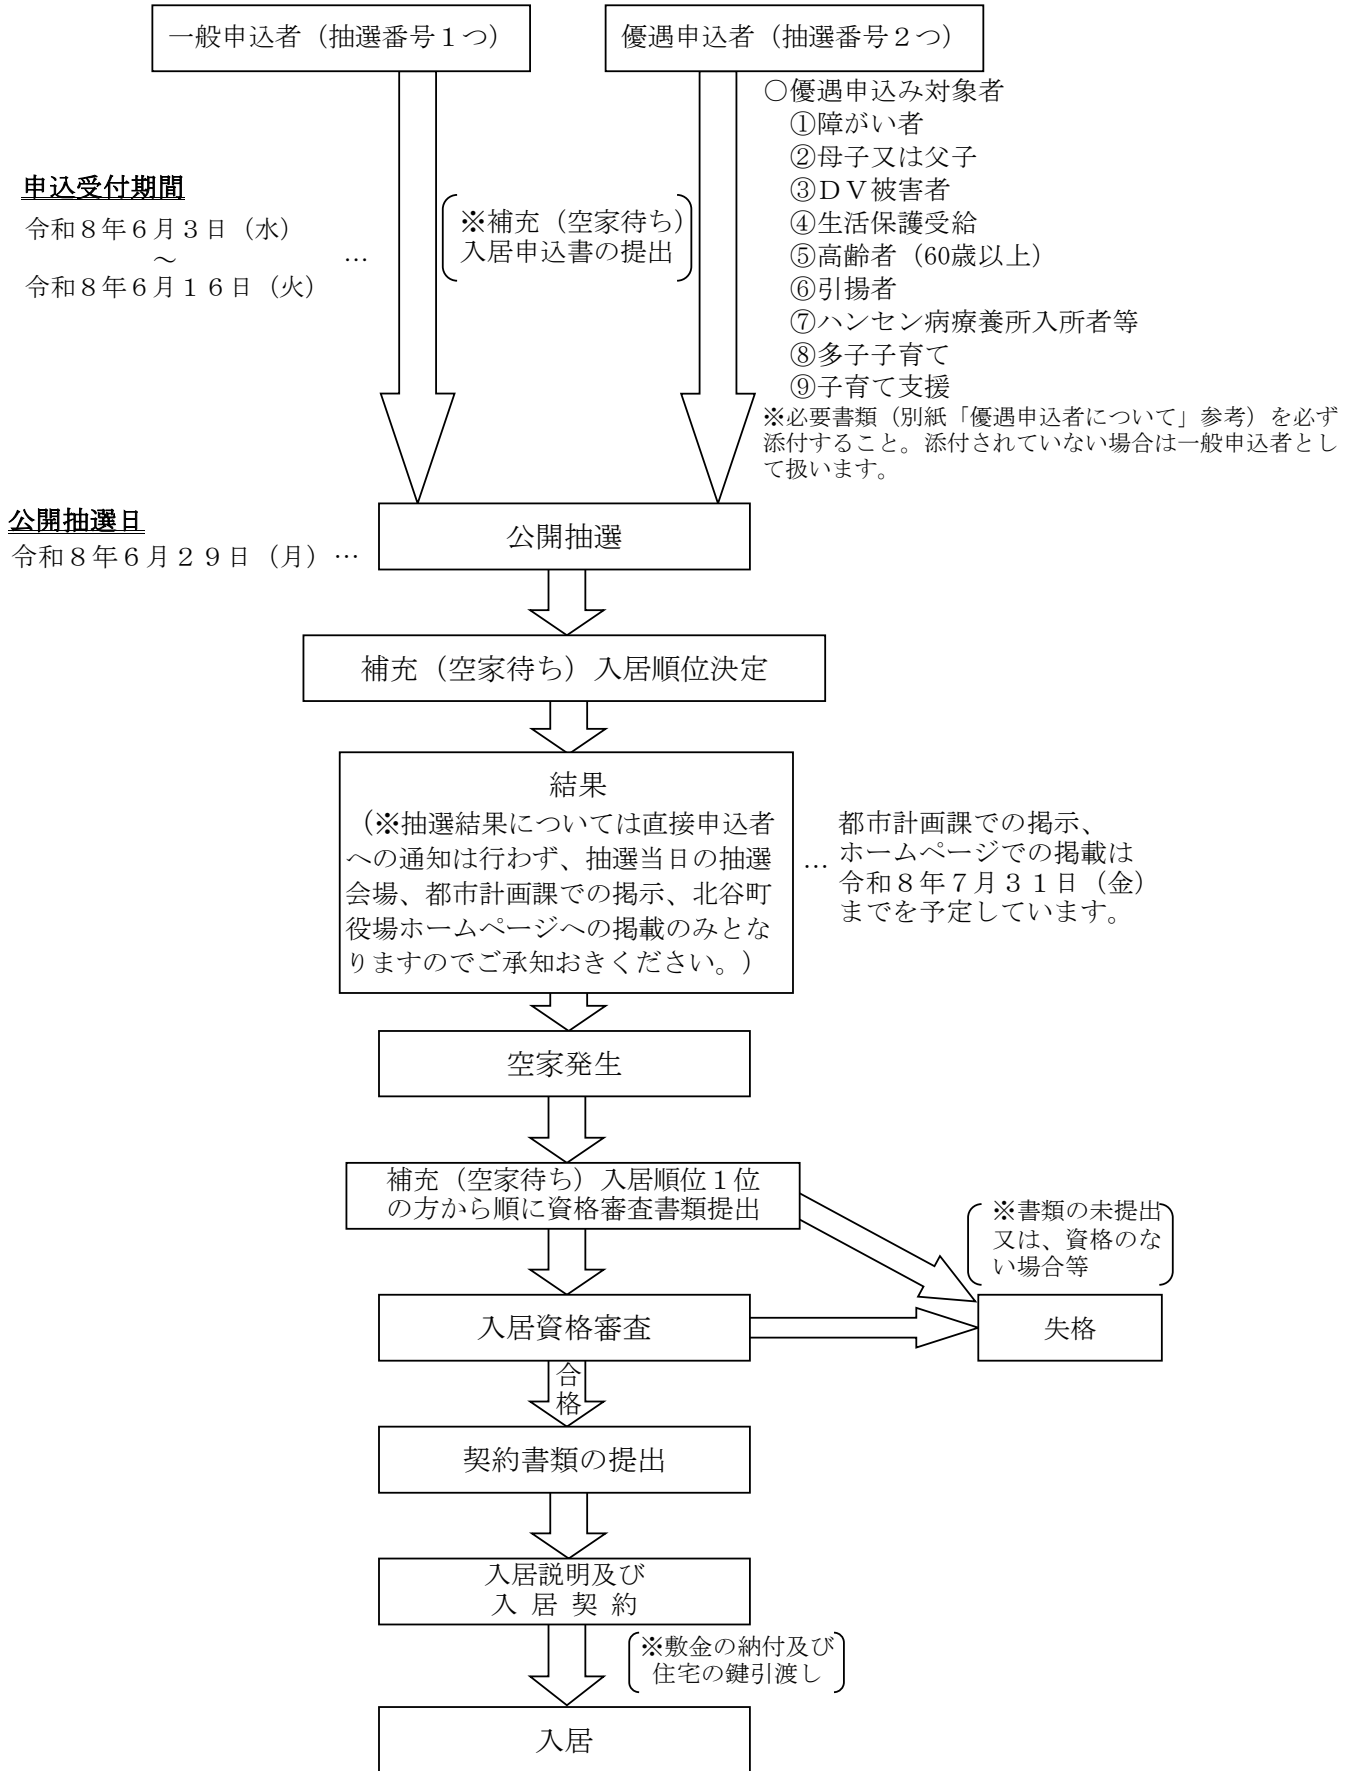 一般申込者（抽選番号１つ）
優遇申込者（抽選番号２つ）
○優遇申込み対象者
①障がい者
②母子又は父子
③ＤＶ被害者
④生活保護受給
⑤高齢者（60歳以上）
⑥引揚者
⑦ハンセン病療養所入所者等
⑧多子子育て
⑨子育て支援
※必要書類（別紙「優遇申込者について」参考）を必ず
添付すること。添付されていない場合は一般申込者とし
て扱います。
申込受付期間
令和８年６月３日（水）
～
令和８年６月１６日（火）
…
※補充（空家待ち）
入居申込書の提出
公開抽選日
令和８年６月２９日（月）…
公開抽選
補充（空家待ち）入居順位決定
結果
（※抽選結果については直接申込者
への通知は行わず、抽選当日の抽選
会場、都市計画課での掲示、北谷町
役場ホームページへの掲載のみとな
りますのでご承知おきください。）
…
都市計画課での掲示、
ホームページでの掲載は
令和８年７月３１日（金）
までを予定しています。
空家発生
補充（空家待ち）入居順位１位
の方から順に資格審査書類提出
※書類の未提出
又は、資格のな
い場合等
入居資格審査
失格
合
格
契約書類の提出
入居説明及び
入 居 契 約
※敷金の納付及び
住宅の鍵引渡し
入居